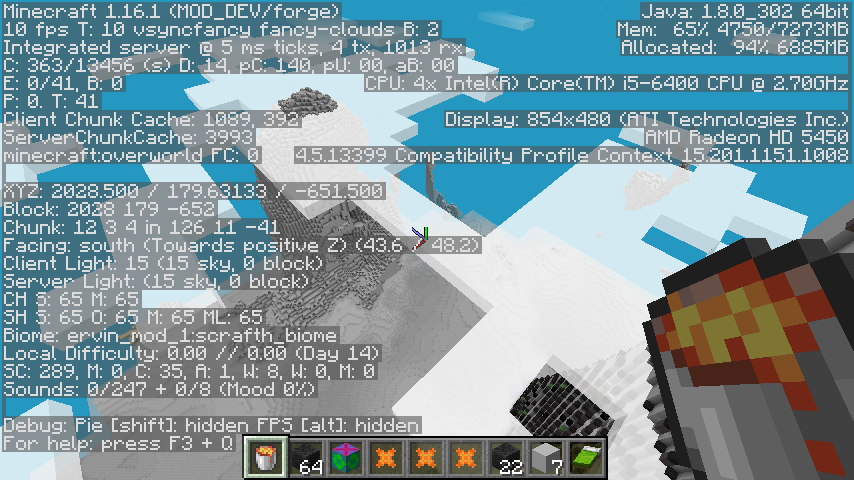 Minecraft 1.16.1 (MOD_DEV/forge)
10 fps T: 10 vsyncfancy fancy-clouds B: 2
Integrated server @ 5 ms ticks, 4 tx, 1013 rx
C: 363/13456 (s) D: 14, pC: 140, pU: 00, aB: 00
E: 0/41, B: 0
P: 0. T: 41
Client Chunk Cache: 1089, 392
ServerChunkCache: 3993
minecraft:overworld FC: 0
XYZ: 2028.500 / 179.63133 / -651.500
Block: 2028 179 -652
Chunk: 12 3 4 in 126 11 -41
Facing: south (Towards positive Z) (43.6 / 48.2)
Client Light: 15 (15 sky, 0 block)
Server Light: 15 (15 sky, 0 block)
CH S: 65 M: 65
SH S: 65 O: 65 M: 65 ML: 65
Biome: ervin_mod_1:scrafth_biome
Local Difficulty: 0.00 // 0.00 (Day 14)
SC: 289, M: 0, C: 35, A: 1, W: 8, W: 0, M: 0
Sounds: 0/247 + 0/8 (Mood 0%)
Debug: Pie [shift]: hidden FPS [alt]: hidden
For help: press F3 + Q
Java: 1.8.0_302 64bit
Mem: 65% 4750/7273MB
Allocated: 94% 6885MB
CPU: 4x Intel(R) Core(TM) i5-6400 CPU @ 2.70GHz
Display: 854x480 (ATI Technologies Inc.)
AMD Radeon HD 5450
4.5.13399 Compatibility Profile Context 15.201.1151.1008
64
22
7